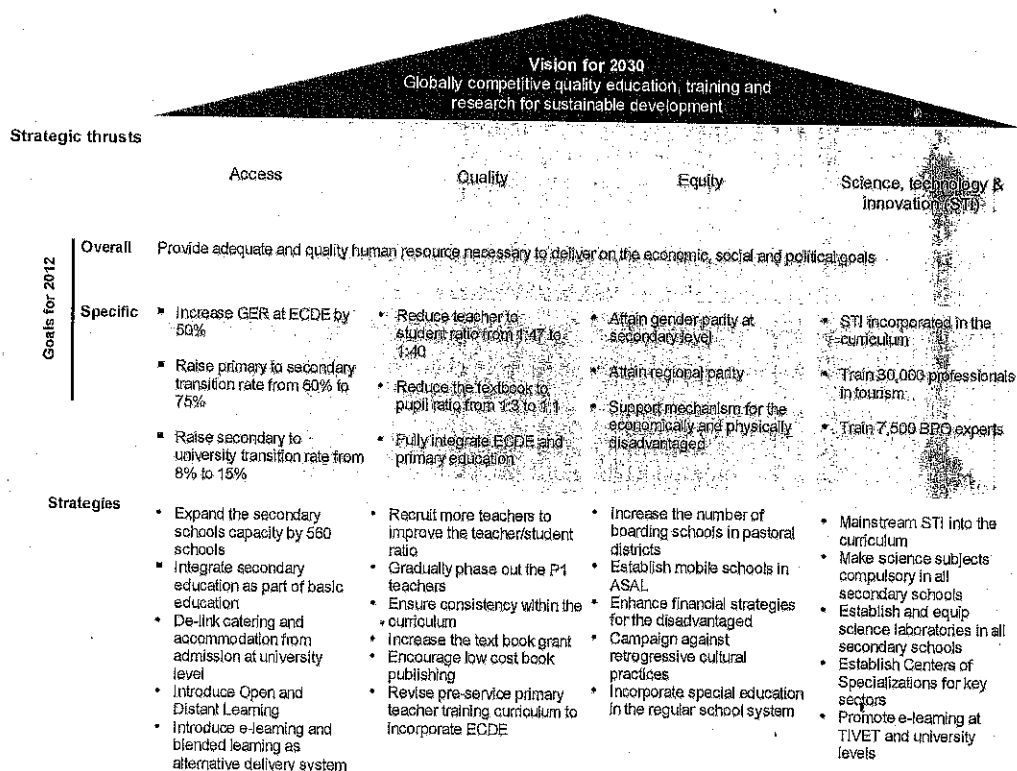 Vision for 2030
Globally competitive quality education, training and
research for sustainable development
Strategic thrusts
Access
Quality
Equity
Science, technology &
innovation (STI)
Goals for 2012
Overall
Provide adequate and quality human resource necessary to deliver on the economic, social and political goals
Specific
▪ Increase GER at ECDE by
50%
▪ Raise primary to secondary
transition rate from 60% to
75%
▪ Raise secondary to
university transition rate from
8% to 15%
• Reduce teacher to
student ratio from 1:47 to
1:40
• Reduce the textbook to
pupil ratio from 1:3 to 1:1
• Fully integrate ECDE and
primary education
• Attain gender parity at
secondary level
• Attain regional parity
• Support mechanism for the
economically and physically
disadvantaged
• STI incorporated in the
curriculum
• Train 30,000 professionals
in tourism
• Train 7,500 BPO experts
Strategies
• Expand the secondary
schools capacity by 560
schools
▪ Integrate secondary
education as part of basic
education
• De-link catering and
accommodation from
admission at university
level
• Introduce Open and
Distant Learning
• Introduce e-learning and
blended learning as
alternative delivery system
• Recruit more teachers to
improve the teacher/student
ratio
• Gradually phase out the P1
teachers
• Ensure consistency within the
curriculum
• Increase the text book grant
• Encourage low cost book
publishing
• Revise pre-service primary
teacher training curriculum to
incorporate ECDE
• Increase the number of
boarding schools in pastoral
districts
• Establish mobile schools in
ASAL
• Enhance financial strategies
for the disadvantaged
• Campaign against
retrogressive cultural
practices
• Incorporate special education
in the regular school system
• Mainstream STI into the
curriculum
• Make science subjects
compulsory in all
secondary schools
• Establish and equip
science laboratories in all
secondary schools
• Establish Centers of
Specializations for key
sectors
• Promote e-learning at
TIVET and university
levels